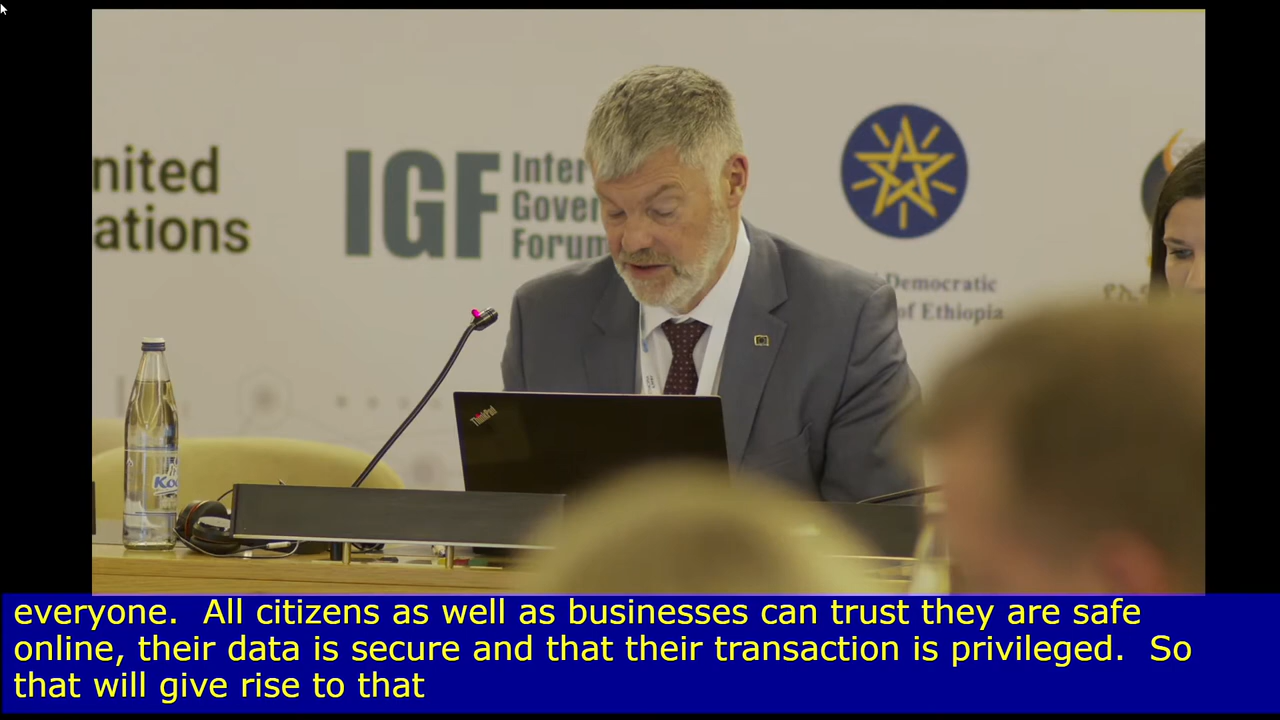 nited
ations
IGF
Inter
Gover
Forum
Democratic
of Ethiopia
ThinkPad
everyone.  All citizens as well as businesses can trust they are safe
online, their data is secure and that their transaction is privileged.  So
that will give rise to that